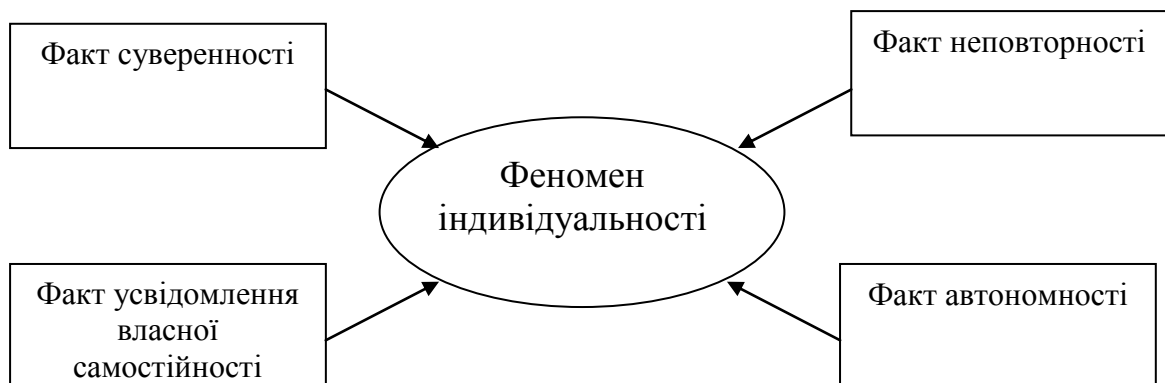 Факт суверенності
Факт неповторності
Феномен
індивідуальності
Факт усвідомлення
власної
самостійності
Факт автономності